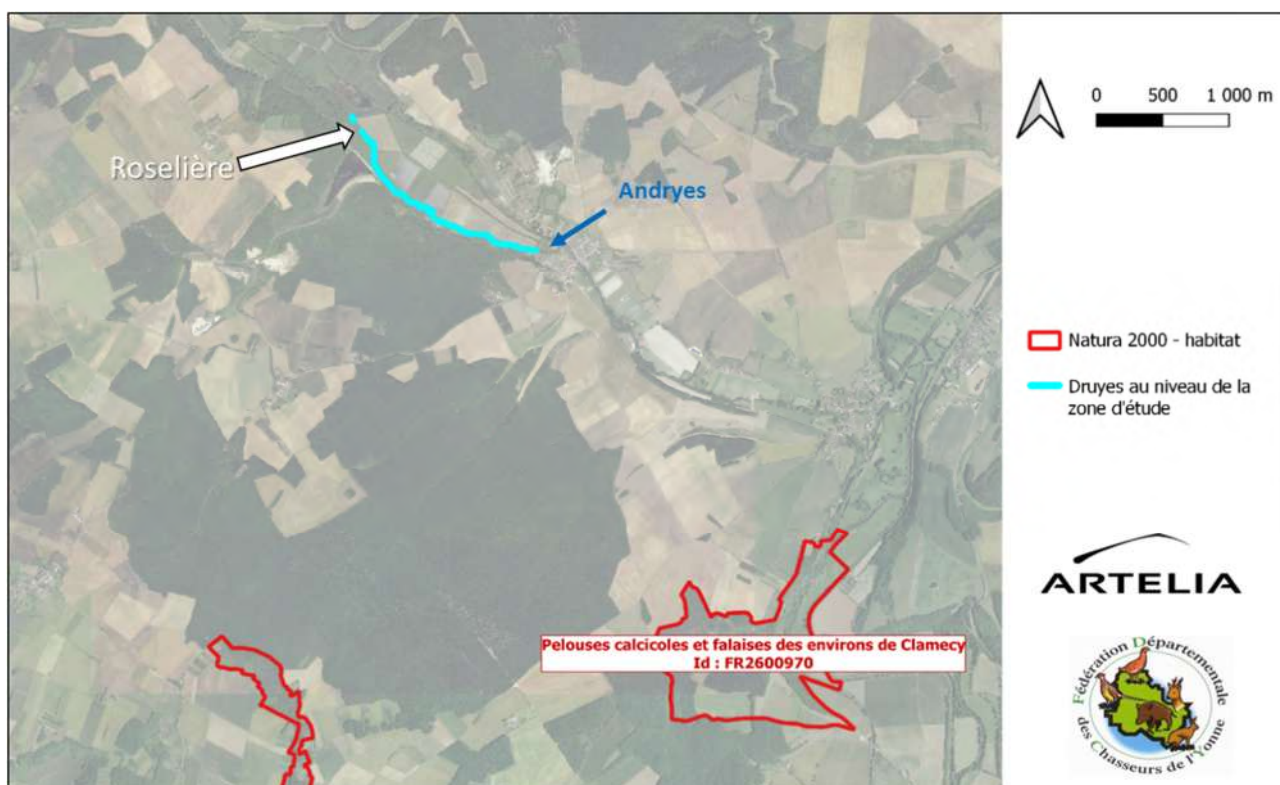 Roselière
Andryes
Pelouses calcicoles et falaises des environs de Clamecy
Id : FR2600970
0 500 1 000 m
Natura 2000 - habitat
Druyes au niveau de la
zone d'étude
ARTELIA
Fédération Départementale
des Chasseurs de l'Yonne